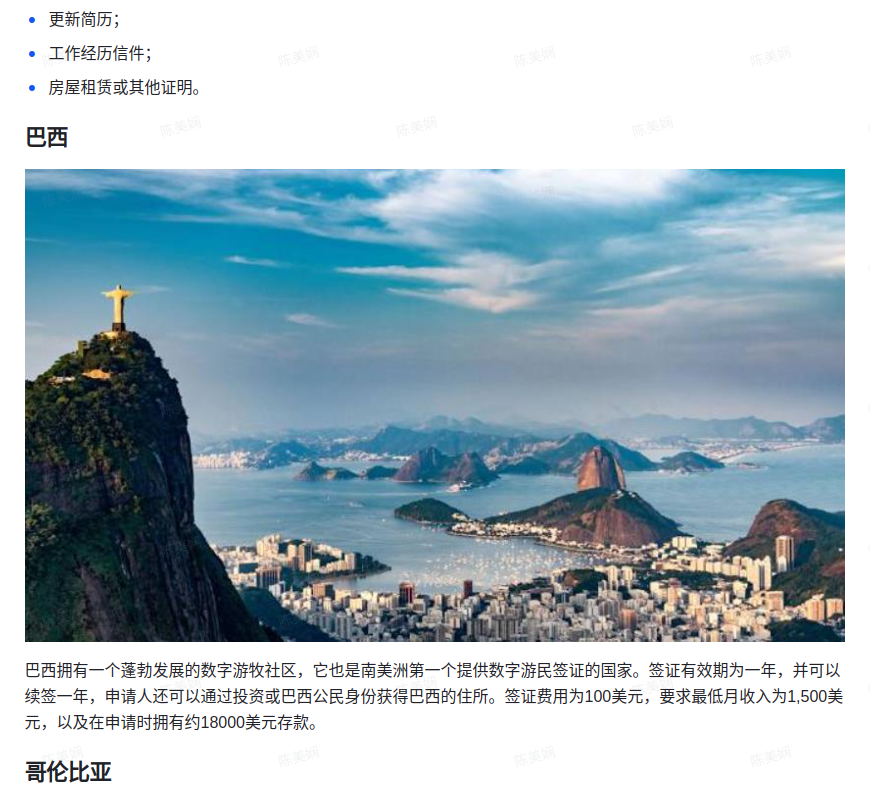 更新简历；
工作经历信件；
房屋租赁或其他证明。
巴西
巴西拥有一个蓬勃发展的数字游牧社区，它也是南美洲第一个提供数字游民签证的国家。签证有效期为一年，并可以
续签一年，申请人还可以通过投资或巴西公民身份获得巴西的住所。签证费用为100美元，要求最低月收入为1,500美
元，以及在申请时拥有约18000美元存款。
哥伦比亚